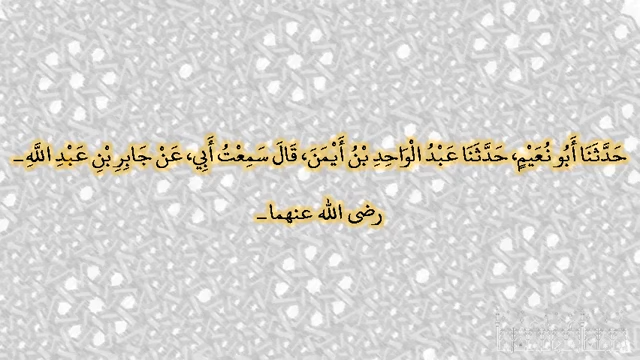 حَدَّثَنَا أَبُو نُعَيْمٍ، حَدَّثَنَا عَبْدُ الْوَاحِدِ بْنُ أَيْمَنَ، قَالَ سَمِعْتُ أَبِي، عَنْ جَابِرِ بْنِ عَبْدِ اللَّهِ ـ
رضى الله عنهما ـ